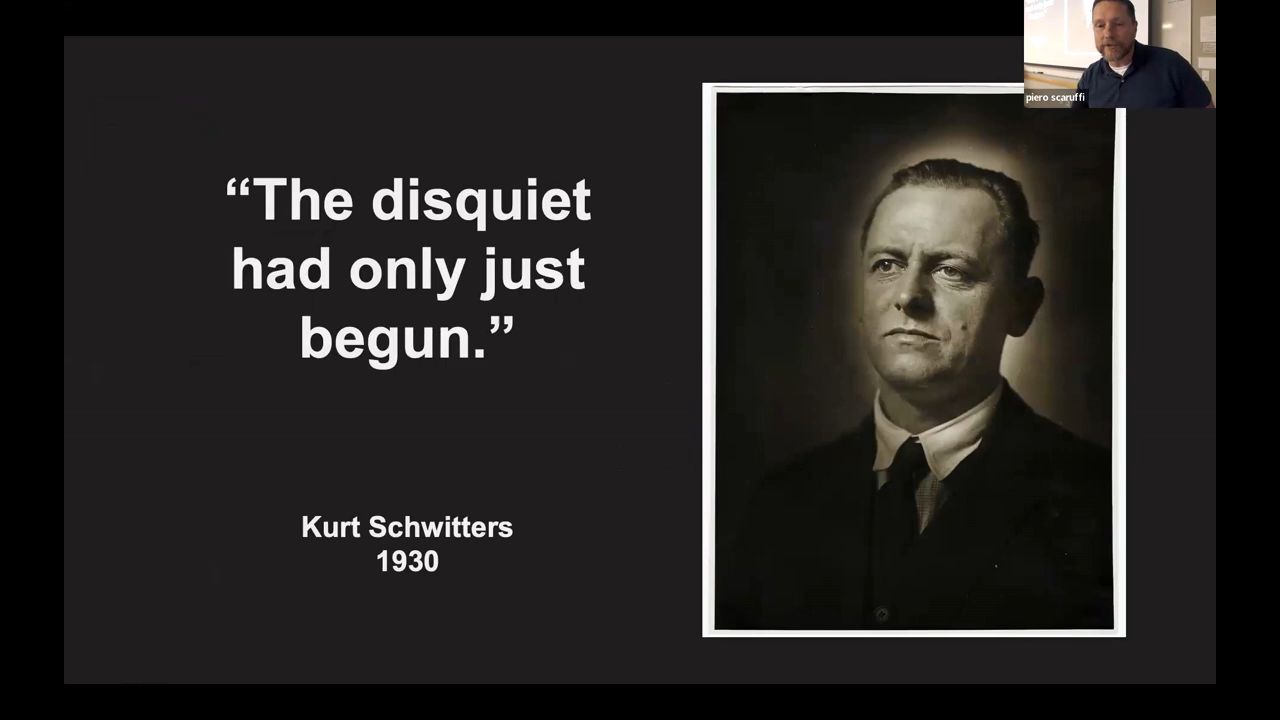 “The disquiet
had only just
begun.”
Kurt Schwitters
1930
piero scaruffi